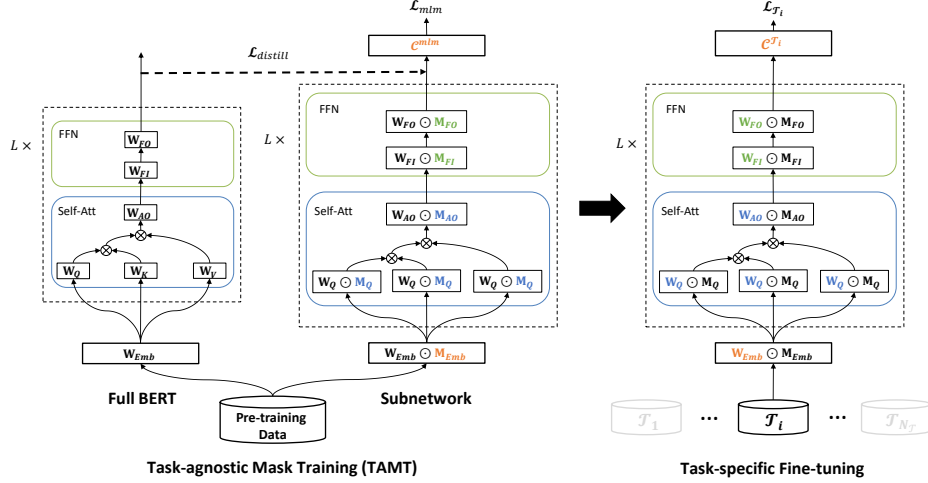 𝓛_mlm
𝓛_𝒯i
𝒞^mlm
𝒞^𝒯i
𝓛_distill
FFN
FFN
FFN
W_FO
W_FO ⊙ M_FO
W_FO ⊙ M_FO
L ×
L ×
L ×
W_FI
W_FI ⊙ M_FI
W_FI ⊙ M_FI
Self-Att
Self-Att
Self-Att
W_AO
W_AO ⊙ M_AO
W_AO ⊙ M_AO
W_Q
W_K
W_V
W_Q ⊙ M_Q
W_Q ⊙ M_Q
W_Q ⊙ M_Q
W_Q ⊙ M_Q
W_Q ⊙ M_Q
W_Q ⊙ M_Q
W_Emb
W_Emb ⊙ M_Emb
W_Emb ⊙ M_Emb
Full BERT
Subnetwork
Pre-training
Data
𝒯_1
...
𝒯_i
...
𝒯_N_𝒯
Task-agnostic Mask Training (TAMT)
Task-specific Fine-tuning